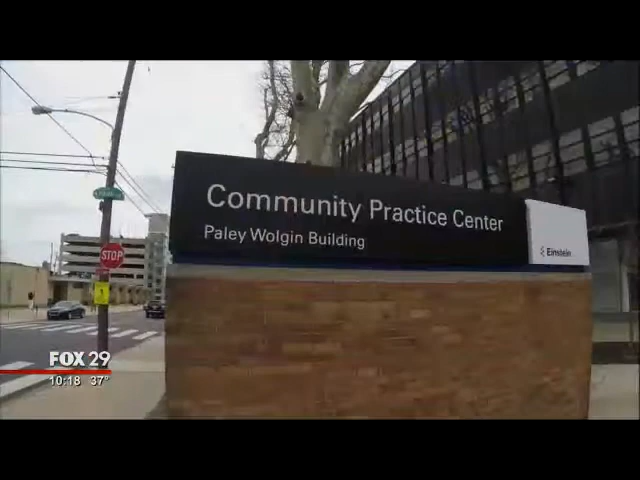 Community Practice Center
Paley Wolgin Building
Einstein
STOP
FOX 29
10:18 37°